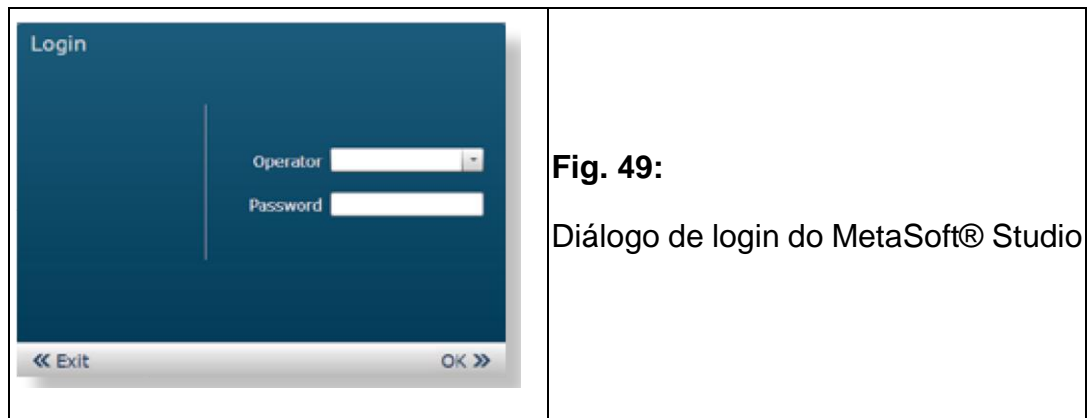 Login
Operator
Password
« Exit
OK »
Fig. 49:
Diálogo de login do MetaSoft® Studio